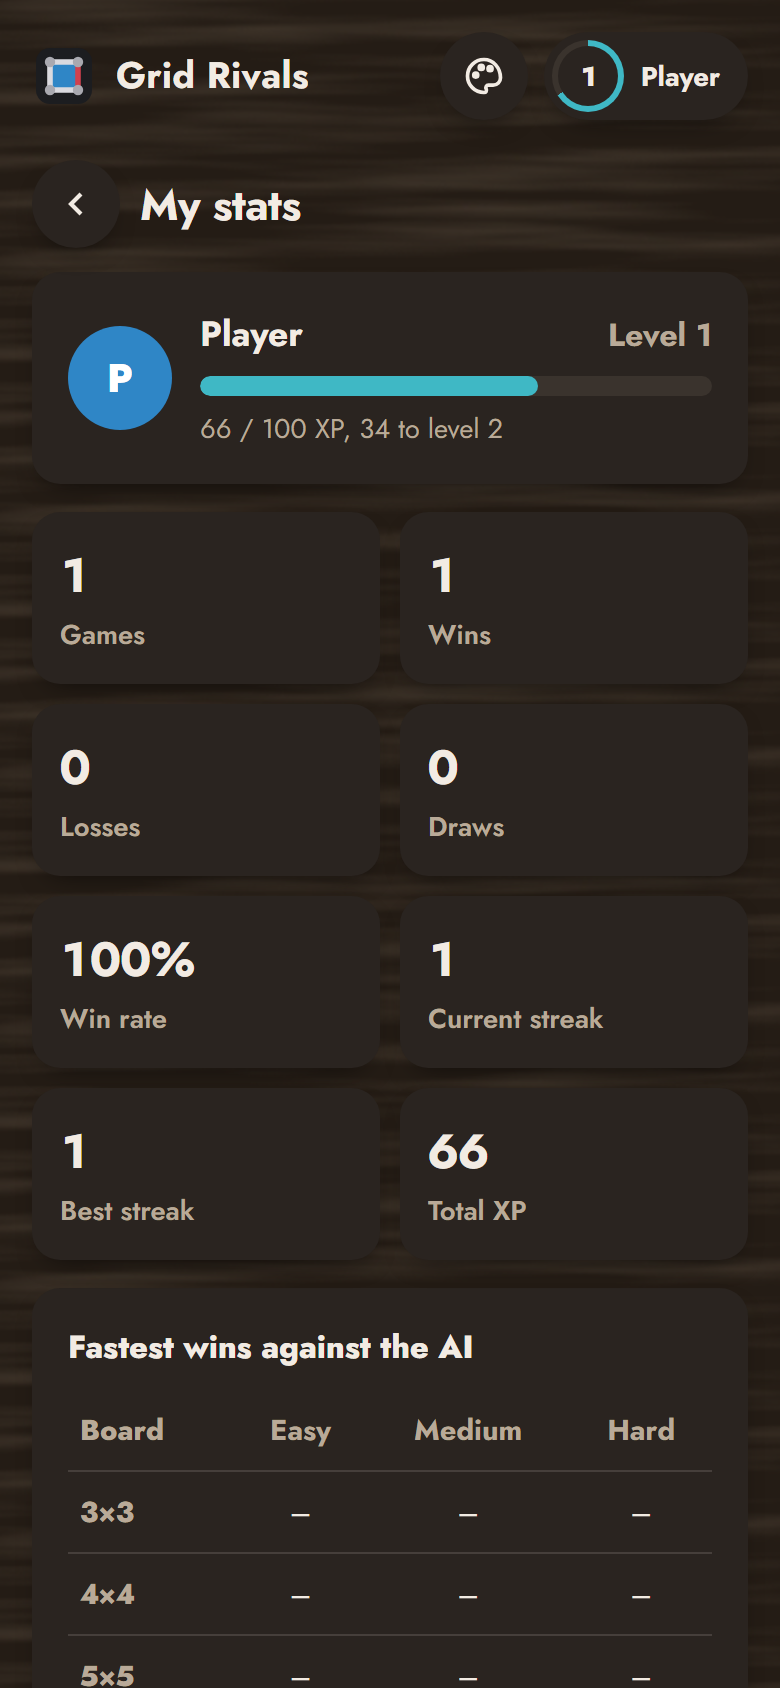 Grid Rivals
1 Player
My stats
P
Player Level 1
66 / 100 XP, 34 to level 2
1 1
Games Wins
0 0
Losses Draws
100% 1
Win rate Current streak
1 66
Best streak Total XP
Fastest wins against the AI
Board Easy Medium Hard
3×3 – – –
4×4 – – –
5×5 – – –